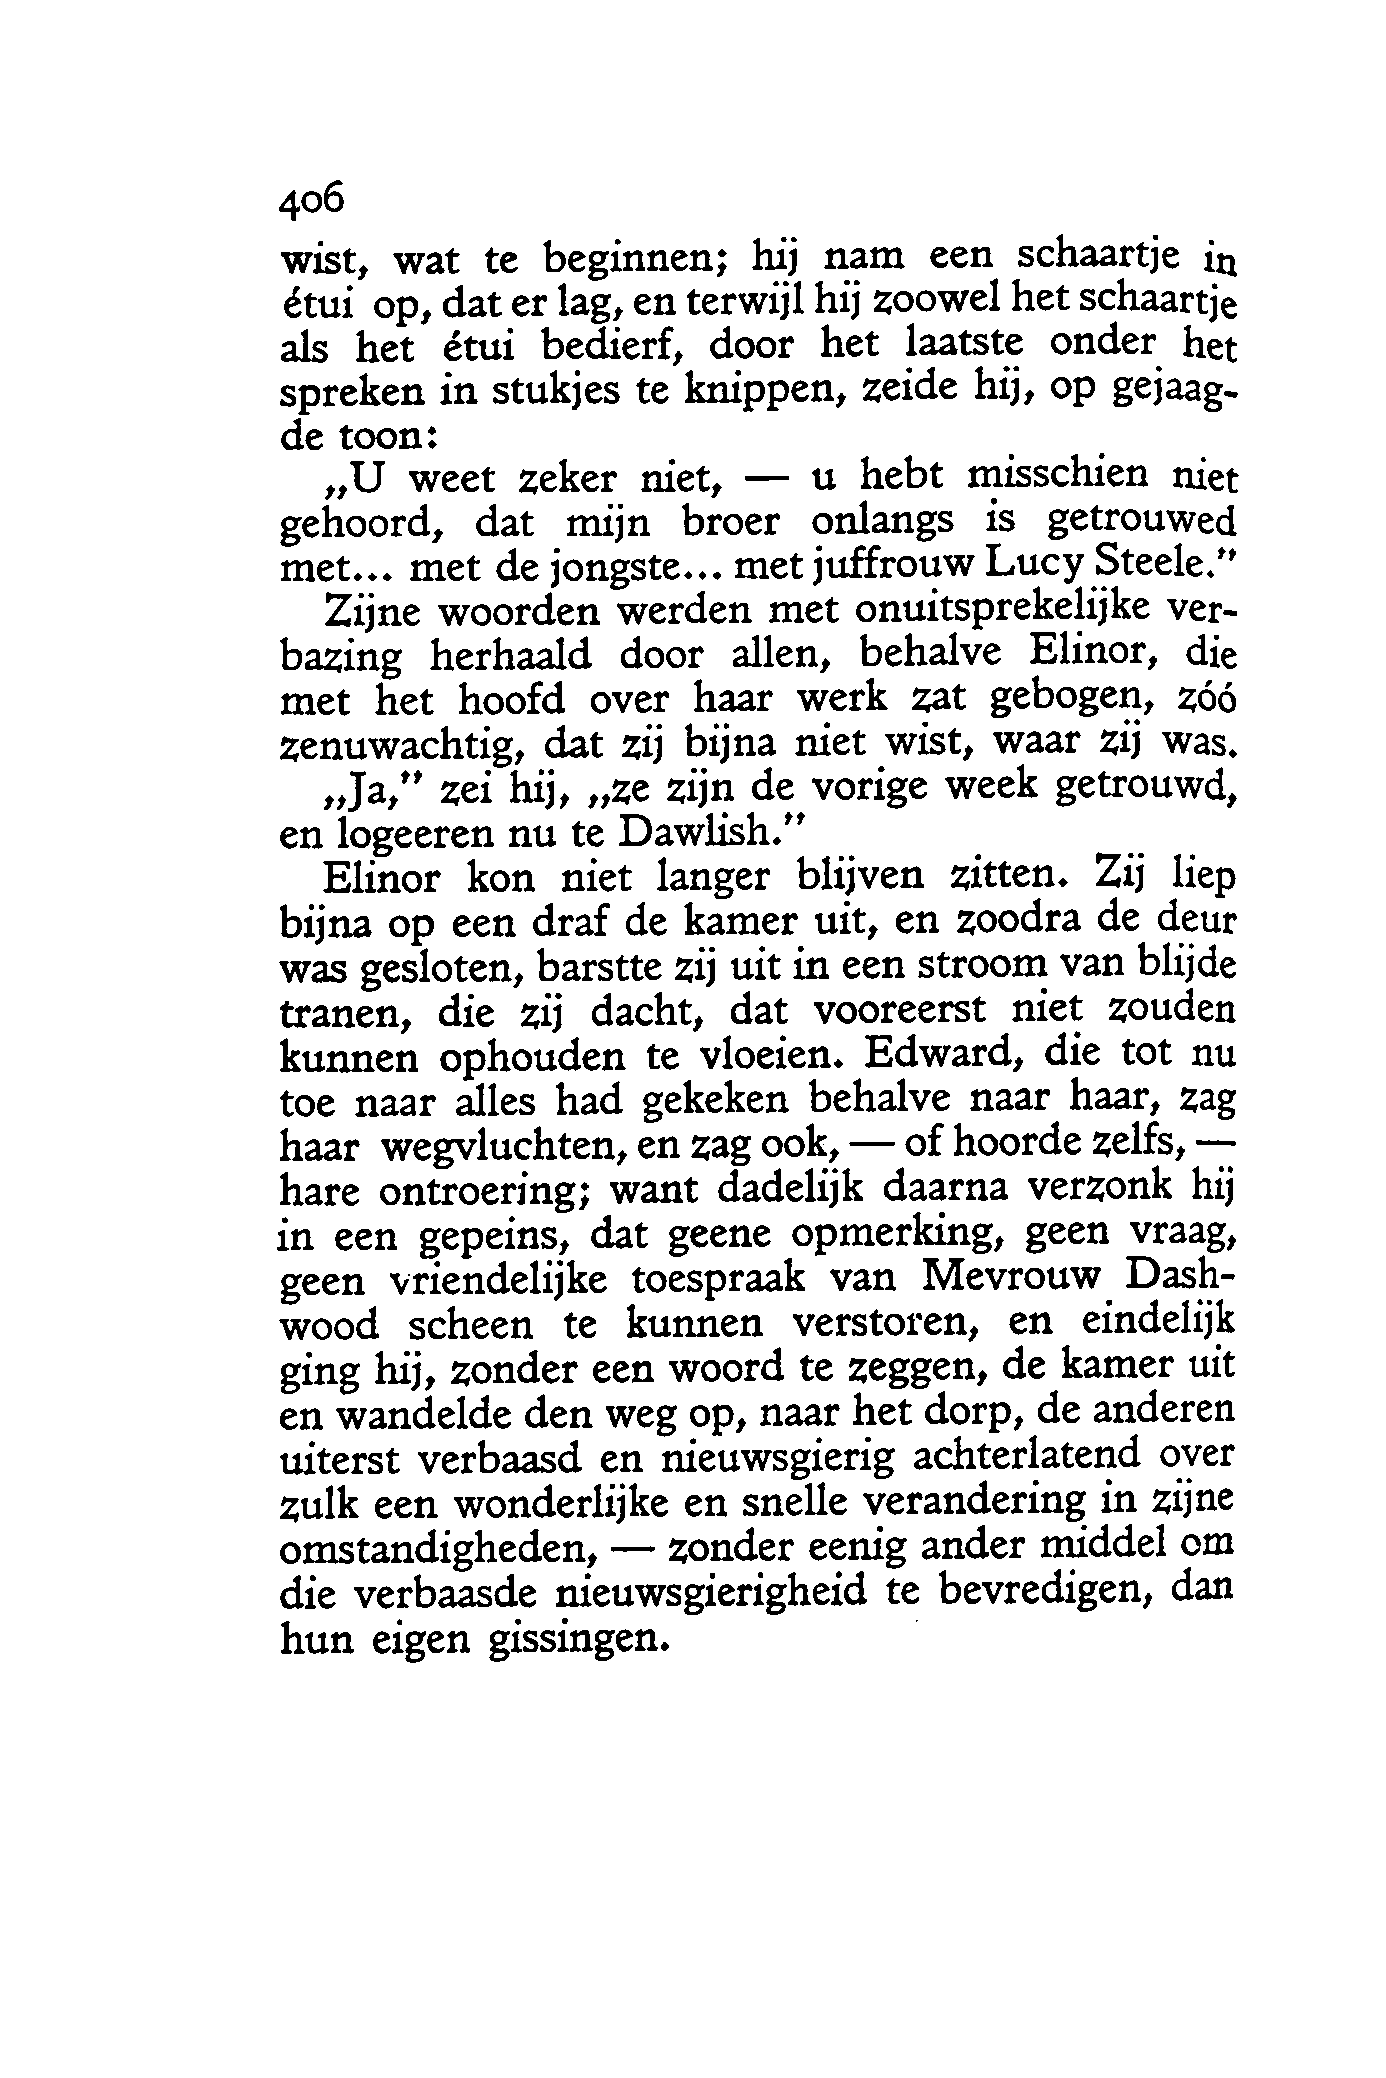 406
wist, wat te beginnen; hij nam een schaartje in
étui op, dat er lag, en terwijl hij zoowel het schaartje
als het étui bedierf, door het laatste onder het
spreken in stukjes te knippen, zeide hij, op gejaag-
de toon:
„U weet zeker niet, — u hebt misschien niet
gehoord, dat mijn broer onlangs is getrouwed
met... met de jongste... met juffrouw Lucy Steele.”
Zijne woorden werden met onuitsprekelijke ver-
bazing herhaald door allen, behalve Elinor, die
met het hoofd over haar werk zat gebogen, zóó
zenuwachtig, dat zij bijna niet wist, waar zij was.
„Ja,” zei hij, „ze zijn de vorige week getrouwd,
en logeeren nu te Dawlish.”
Elinor kon niet langer blijven zitten. Zij liep
bijna op een draf de kamer uit, en zoodra de deur
was gesloten, barstte zij uit in een stroom van blijde
tranen, die zij dacht, dat vooreerst niet zouden
kunnen ophouden te vloeien. Edward, die tot nu
toe naar alles had gekeken behalve naar haar, zag
haar wegvluchten, en zag ook, — of hoorde zelfs, —
hare ontroering; want dadelijk daarna verzonk hij
in een gepeins, dat geene opmerking, geen vraag,
geen vriendelijke toespraak van Mevrouw Dash-
wood scheen te kunnen verstoren, en eindelijk
ging hij, zonder een woord te zeggen, de kamer uit
en wandelde den weg op, naar het dorp, de anderen
uiterst verbaasd en nieuwsgierig achterlatend over
zulk een wonderlijke en snelle verandering in zijne
omstandigheden, — zonder eenig ander middel om
die verbaasde nieuwsgierigheid te bevredigen, dan
hun eigen gissingen.